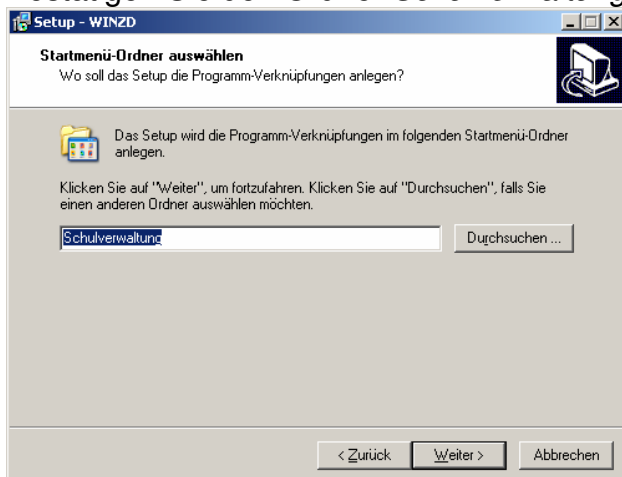 Setup - WINZD
Startmenü-Ordner auswählen
Wo soll das Setup die Programm-Verknüpfungen anlegen?
Das Setup wird die Programm-Verknüpfungen im folgenden Startmenü-Ordner
anlegen.
Klicken Sie auf "Weiter", um fortzufahren. Klicken Sie auf "Durchsuchen", falls Sie
einen anderen Ordner auswählen möchten.
Schulverwaltung
Durchsuchen ...
< Zurück
Weiter >
Abbrechen